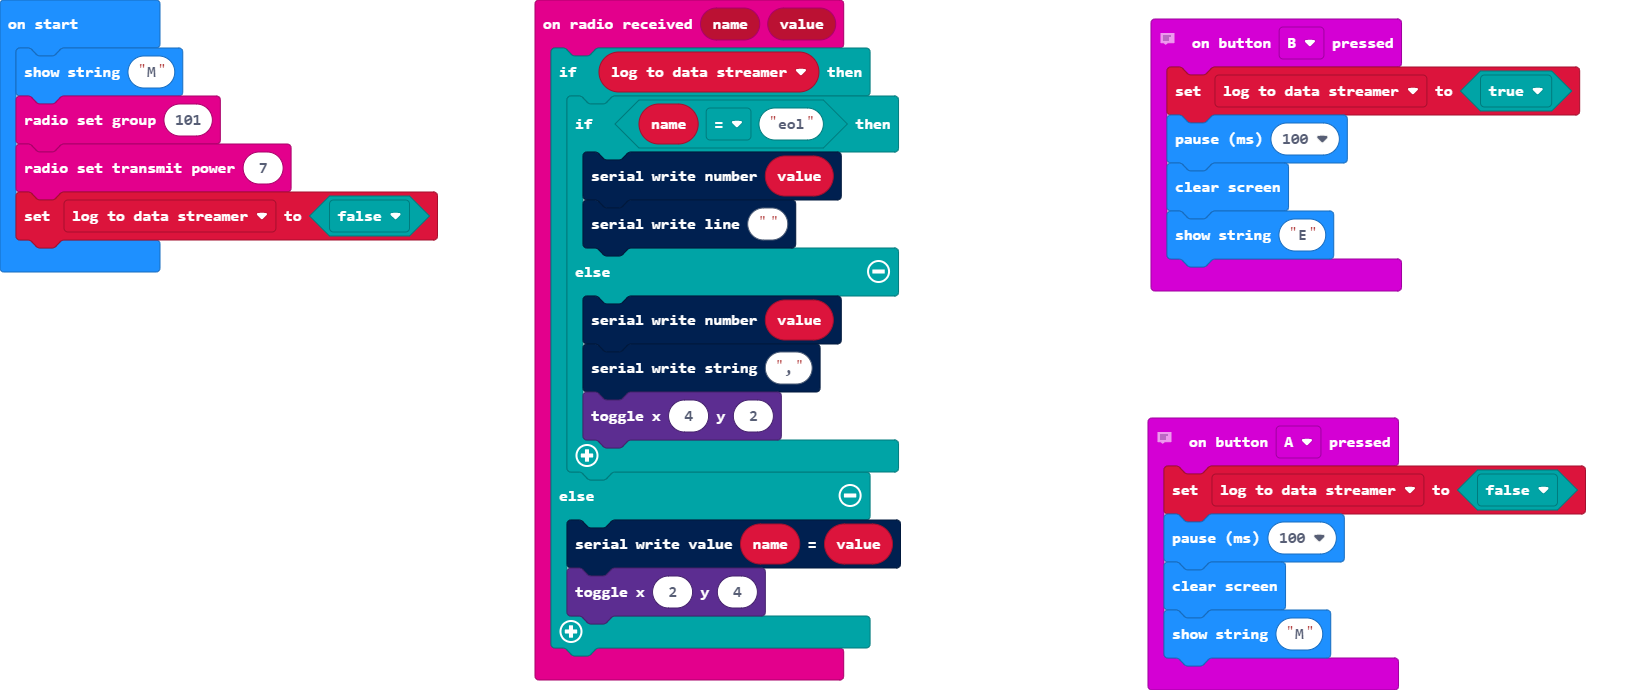 on start
show string "M"
radio set group 101
radio set transmit power 7
set log to data streamer to false
on radio received name value
if log to data streamer then
if name = "eol" then
serial write number value
serial write line " "
else
serial write number value
serial write string ","
toggle x 4 y 2
else
serial write value name = value
toggle x 2 y 4
on button B pressed
set log to data streamer to true
pause (ms) 100
clear screen
show string "E"
on button A pressed
set log to data streamer to false
pause (ms) 100
clear screen
show string "M"